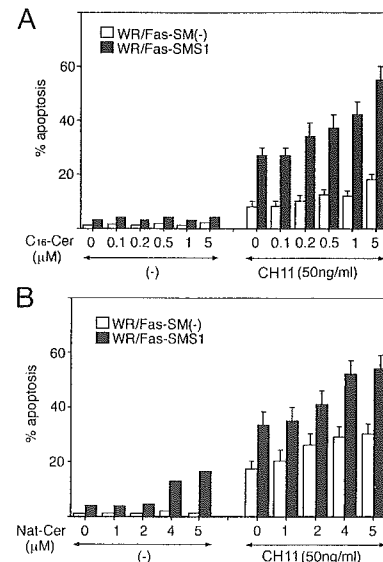 A
WR/Fas-SM(-)
WR/Fas-SMS1
60
40
20
% apoptosis
C16-Cer 0 0.1 0.2 0.5 1 5 0 0.1 0.2 0.5 1 5
(μM)
(-) CH11 (50ng/ml)
B
WR/Fas-SM(-)
WR/Fas-SMS1
60
40
20
% apoptosis
Nat-Cer 0 1 2 4 5 0 1 2 4 5
(μM)
(-) CH11 (50ng/ml)